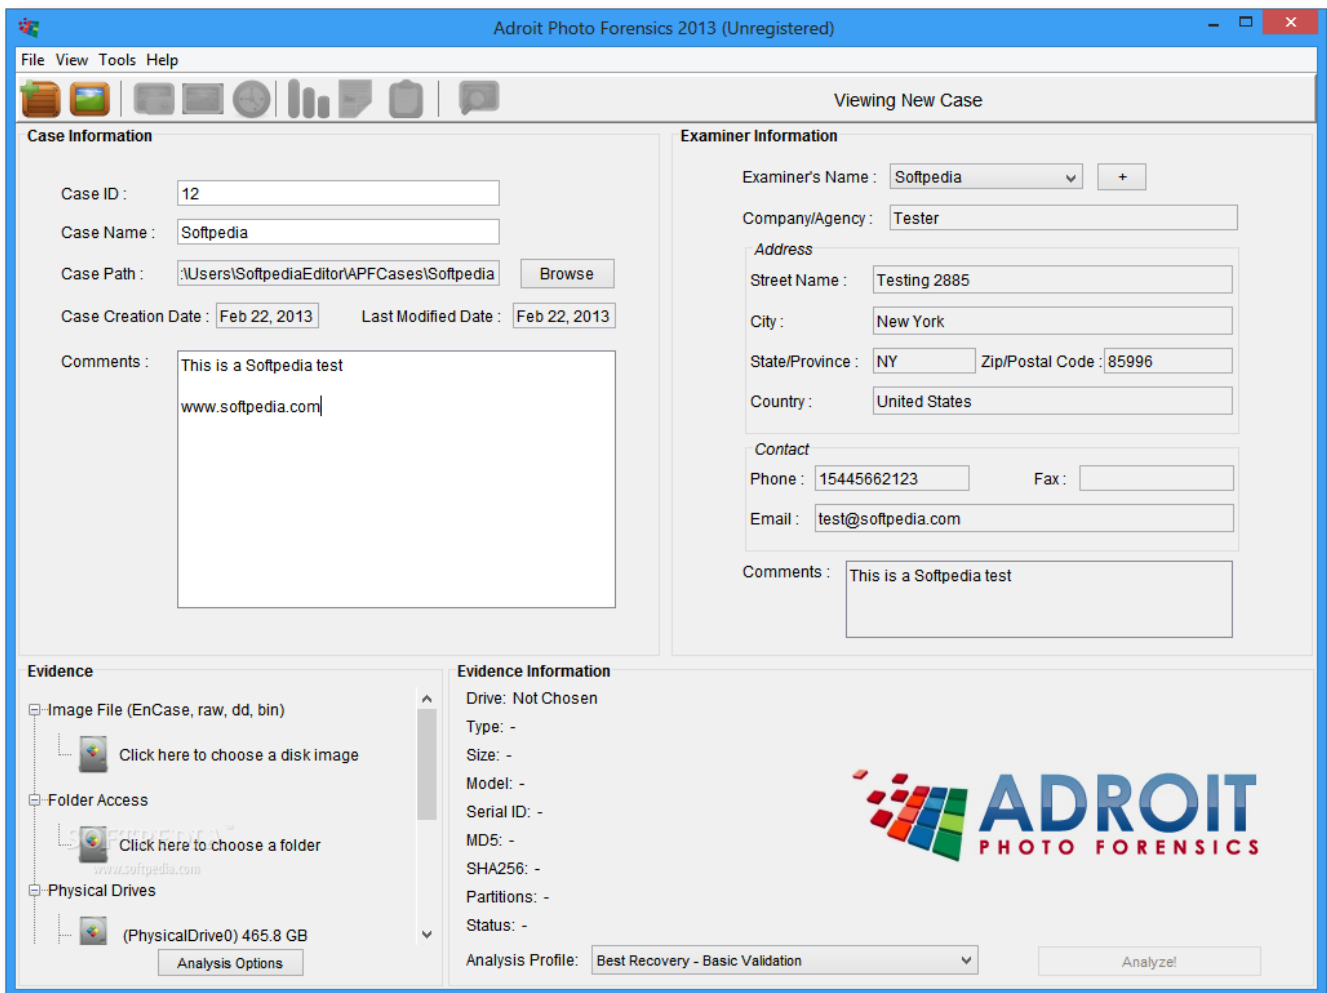 Adroit Photo Forensics 2013 (Unregistered)
File View Tools Help
Viewing New Case
Case Information
Case ID : 12
Case Name : Softpedia
Case Path : :\Users\SoftpediaEditor\APFCases\Softpedia Browse
Case Creation Date : Feb 22, 2013 Last Modified Date : Feb 22, 2013
Comments : This is a Softpedia test
www.softpedia.com
Examiner Information
Examiner's Name : Softpedia +
Company/Agency : Tester
Address
Street Name : Testing 2885
City : New York
State/Province : NY Zip/Postal Code : 85996
Country : United States
Contact
Phone : 15445662123 Fax :
Email : test@softpedia.com
Comments : This is a Softpedia test
Evidence
Image File (EnCase, raw, dd, bin)
Click here to choose a disk image
Folder Access
SOFTPEDIA™
Click here to choose a folder
www.softpedia.com
Physical Drives
(PhysicalDrive0) 465.8 GB
Analysis Options
Evidence Information
Drive: Not Chosen
Type: -
Size: -
Model: -
Serial ID: -
MD5: -
SHA256: -
Partitions: -
Status: -
ADROIT
PHOTO FORENSICS
Analysis Profile: Best Recovery - Basic Validation Analyze!